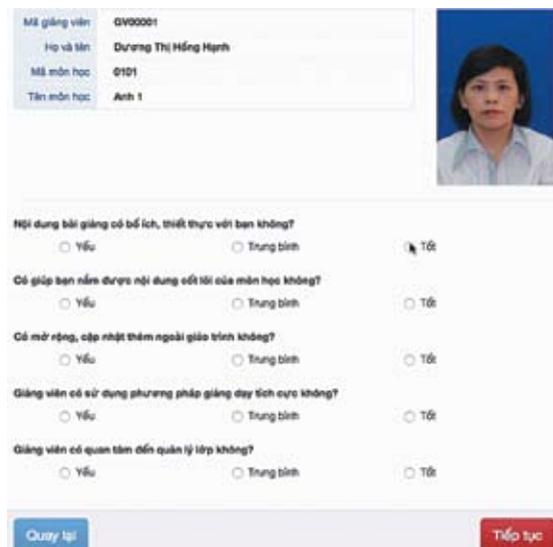 Mã giảng viên GV00001
Họ và tên Dương Thị Hồng Hạnh
Mã môn học 0101
Tên môn học Anh 1
Nội dung bài giảng có bổ ích, thiết thực với bạn không?
Yếu Trung bình Tốt
Có giúp bạn nắm được nội dung cốt lõi của môn học không?
Yếu Trung bình Tốt
Có mở rộng, cập nhật thêm ngoài giáo trình không?
Yếu Trung bình Tốt
Giảng viên có sử dụng phương pháp giảng dạy tích cực không?
Yếu Trung bình Tốt
Giảng viên có quan tâm đến quản lý lớp không?
Yếu Trung bình Tốt
Quay lại Tiếp tục